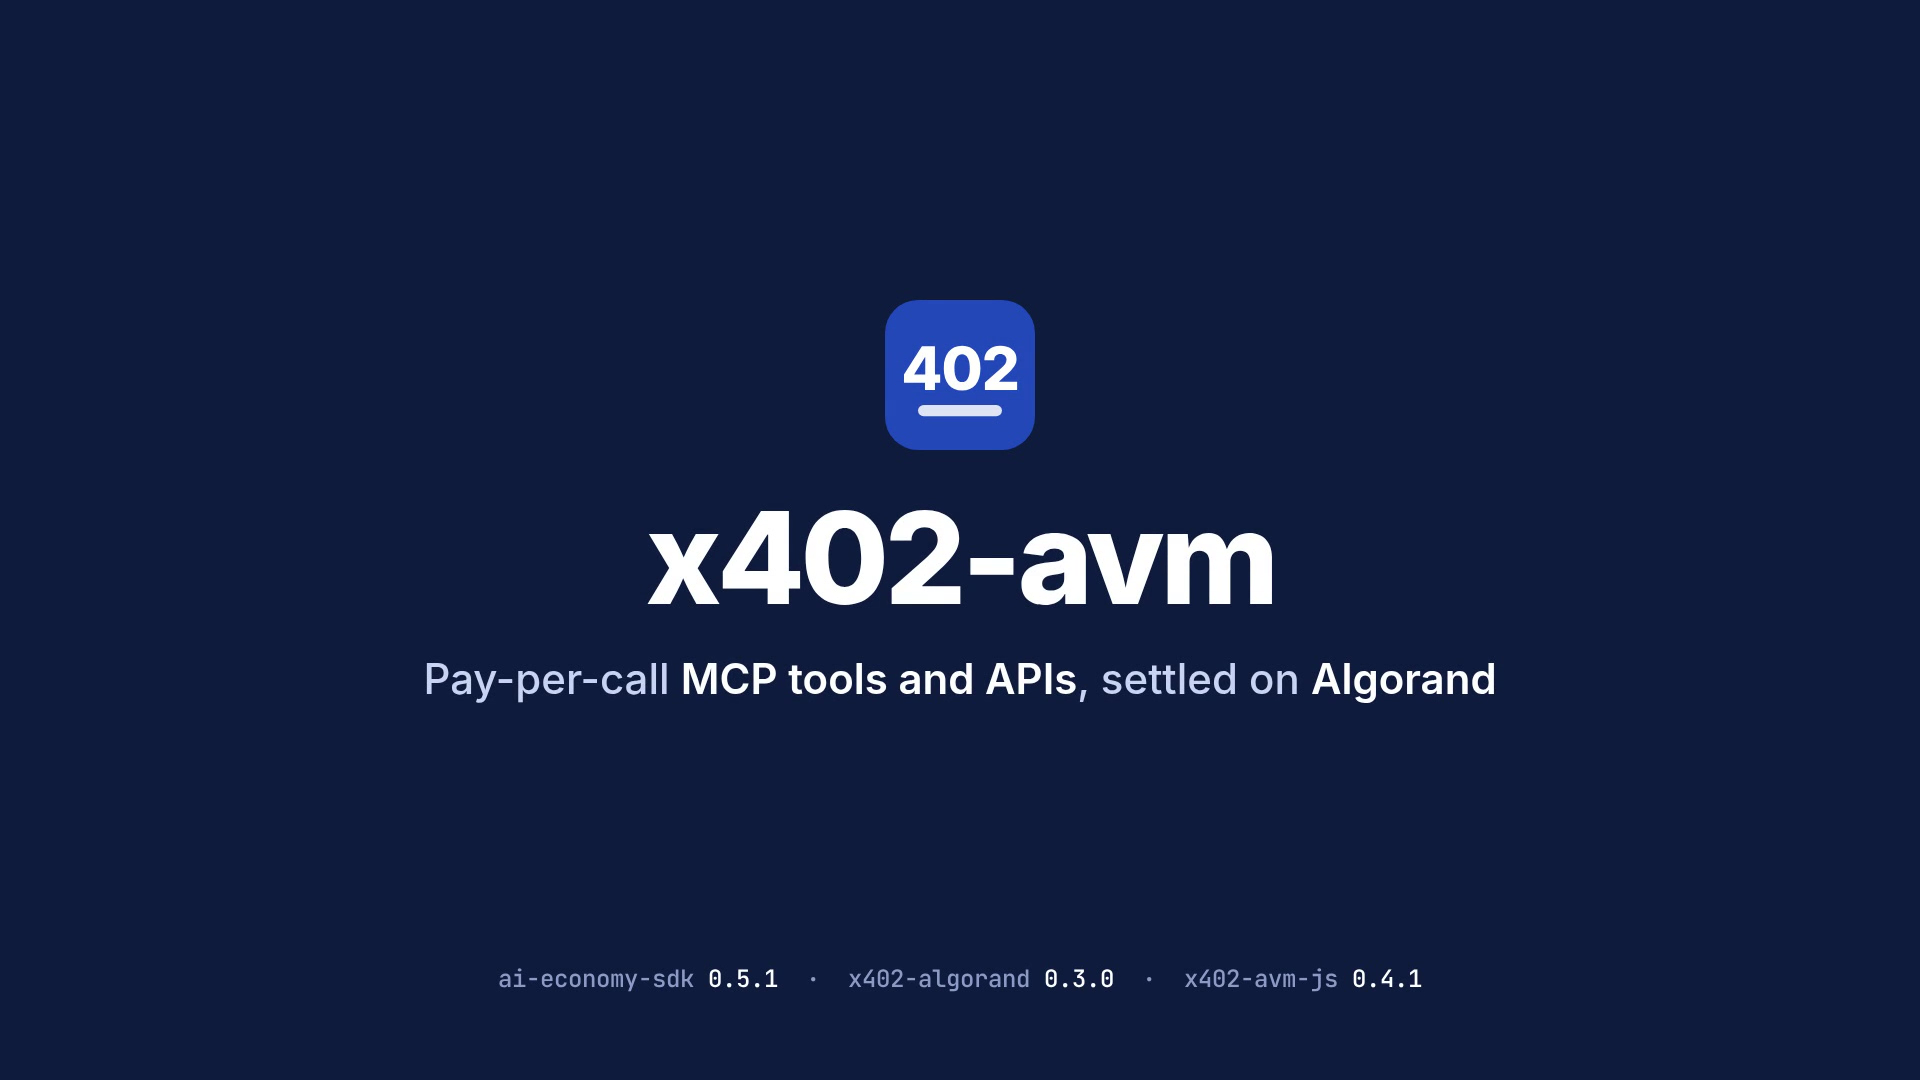 402
x402-avm
Pay-per-call MCP tools and APIs, settled on Algorand
ai-economy-sdk 0.5.1 · x402-algorand 0.3.0 · x402-avm-js 0.4.1